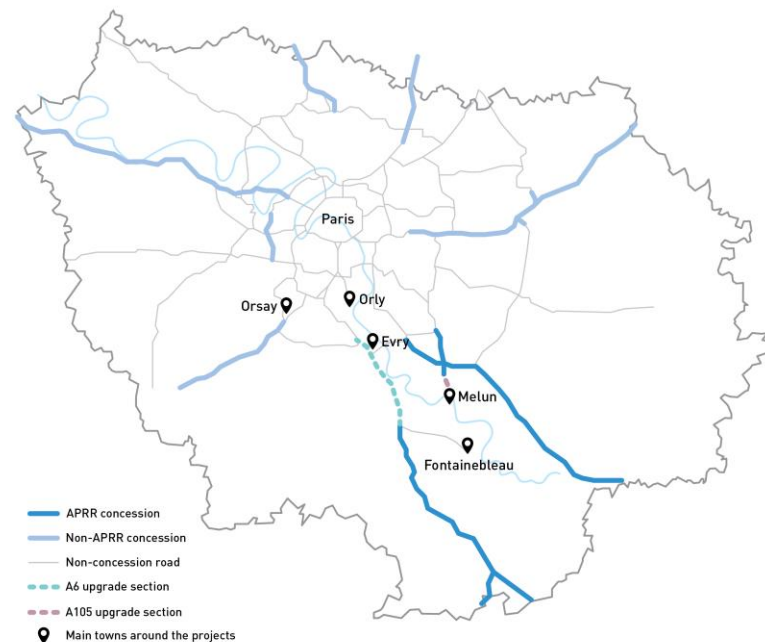 Paris
Orsay
Orly
Evry
Melun
Fontainebleau
APRR concession
Non-APRR concession
Non-concession road
A6 upgrade section
A105 upgrade section
Main towns around the projects